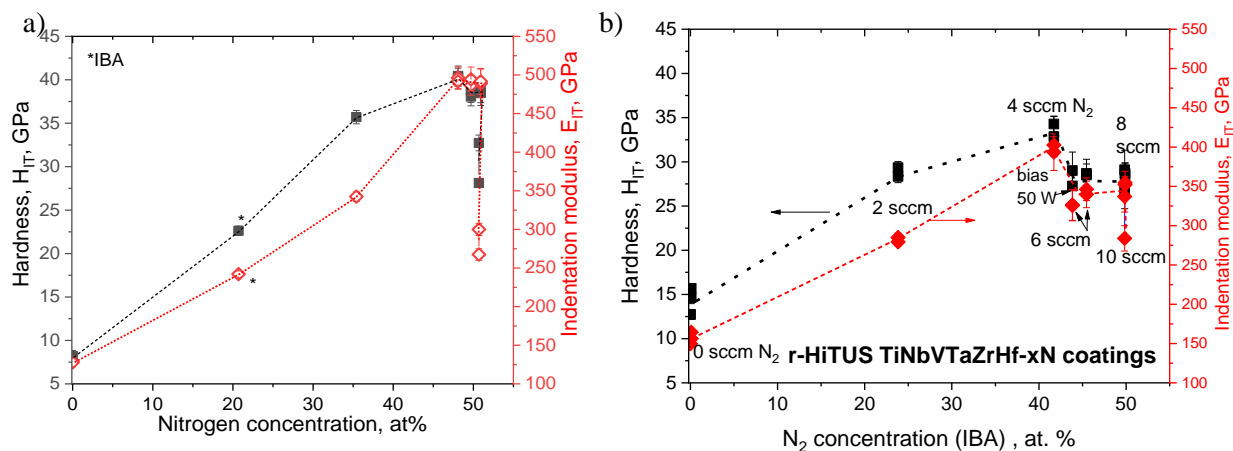 a)
*IBA
*
*
Hardness, H_IT, GPa
45
40
35
30
25
20
15
10
5
0 10 20 30 40 50
Nitrogen concentration, at%
550
500
450
400
350
300
250
200
150
100
Indentation modulus, E_IT, GPa
b)
Hardness, H_IT, GPa
45
40
35
30
25
20
15
10
5
4 sccm N₂
8
sccm
bias
50 W
2 sccm
6 sccm
10 sccm
0 sccm N₂
r-HiTUS TiNbVTaZrHf-xN coatings
0 10 20 30 40 50
N₂ concentration (IBA) , at. %
550
500
450
400
350
300
250
200
150
100
Indentation modulus, E_IT, GPa